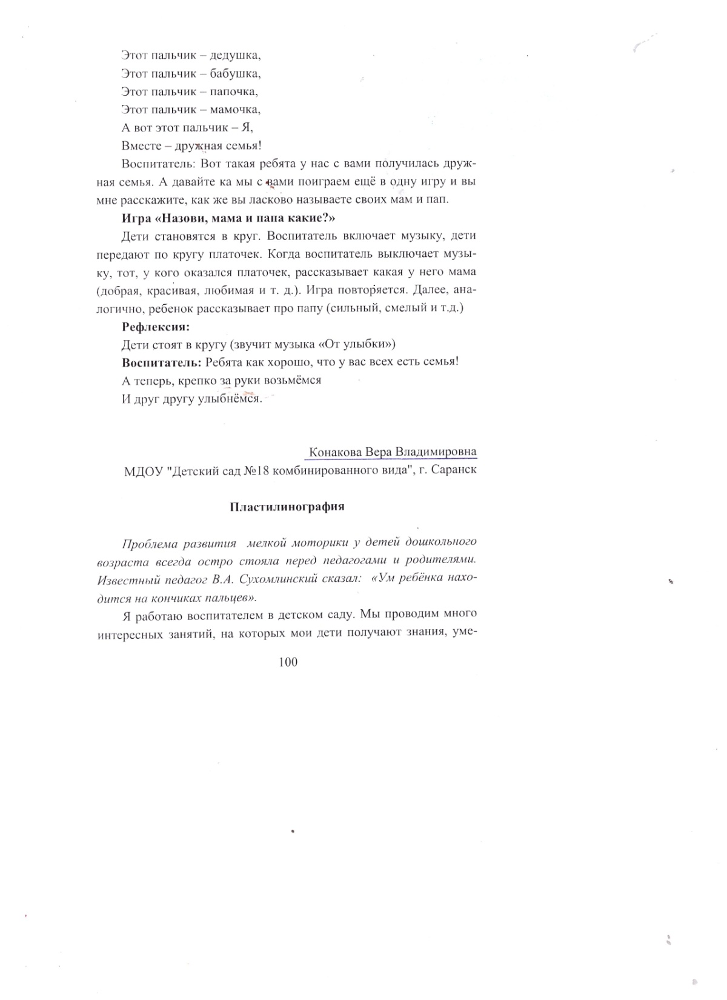 Этот пальчик – дедушка,
Этот пальчик – бабушка,
Этот пальчик – папочка,
Этот пальчик – мамочка,
А вот этот пальчик – Я,
Вместе – дружная семья!
Воспитатель: Вот такая ребята у нас с вами получилась друж-
ная семья. А давайте ка мы с вами поиграем ещё в одну игру и вы
мне расскажите, как же вы ласково называете своих мам и пап.
Игра «Назови, мама и папа какие?»
Дети становятся в круг. Воспитатель включает музыку, дети
передают по кругу платочек. Когда воспитатель выключает музы-
ку, тот, у кого оказался платочек, рассказывает какая у него мама
(добрая, красивая, любимая и т. д.). Игра повторяется. Далее, ана-
логично, ребенок рассказывает про папу (сильный, смелый и т.д.)
Рефлексия:
Дети стоят в кругу (звучит музыка «От улыбки»)
Воспитатель: Ребята как хорошо, что у вас всех есть семья!
А теперь, крепко за руки возьмёмся
И друг другу улыбнёмся.
Конакова Вера Владимировна
МДОУ "Детский сад №18 комбинированного вида", г. Саранск
Пластилинография
Проблема развития мелкой моторики у детей дошкольного
возраста всегда остро стояла перед педагогами и родителями.
Известный педагог В.А. Сухомлинский сказал: «Ум ребёнка нахо-
дится на кончиках пальцев».
Я работаю воспитателем в детском саду. Мы проводим много
интересных занятий, на которых мои дети получают знания, уме-
100